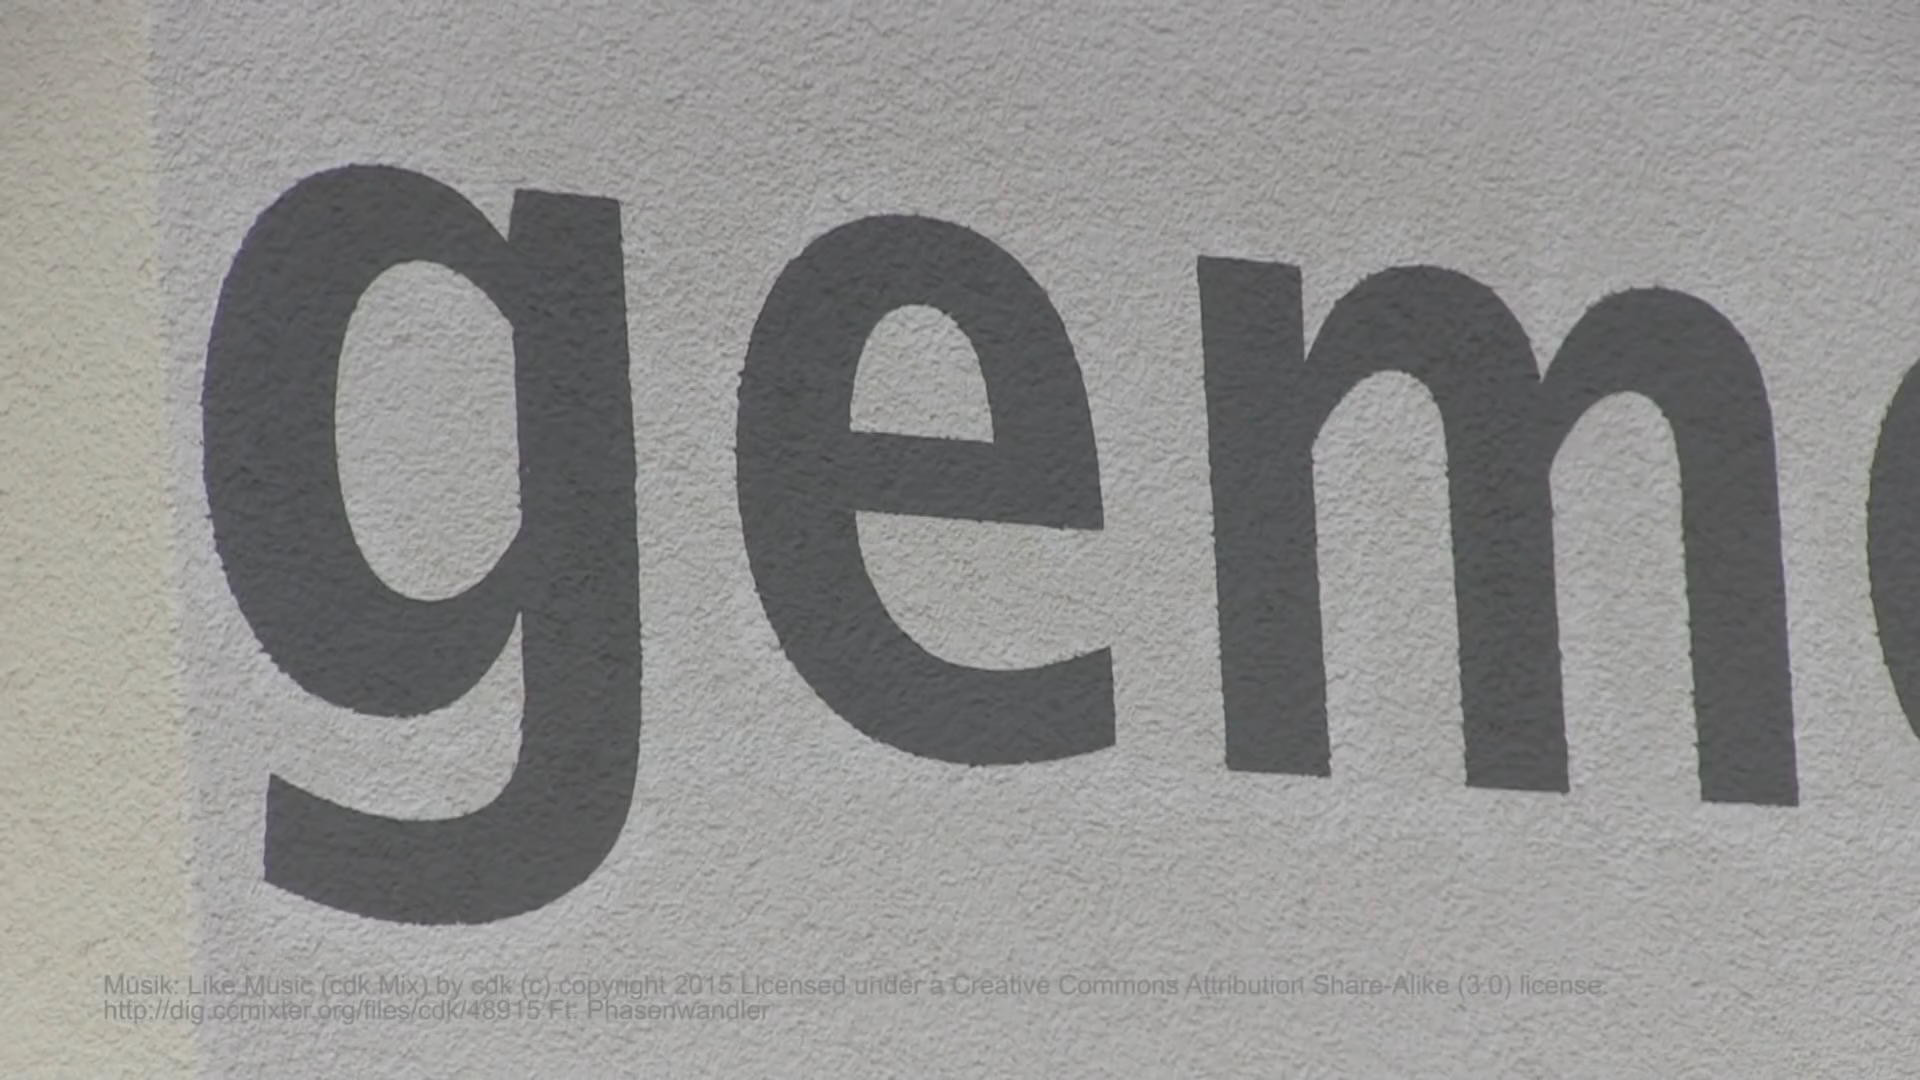 gem
Musik: Like Music (cdk Mix) by cdk (c) copyright 2015 Licensed under a Creative Commons Attribution Share-Alike (3.0) license.
http://dig.ccmixter.org/files/cdk/48915 Ft: Phasenwandler